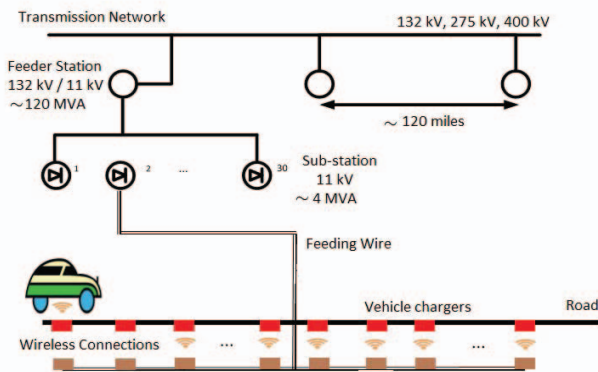 Transmission Network
132 kV, 275 kV, 400 kV
Feeder Station
132 kV / 11 kV
~120 MVA
~ 120 miles
1
2
...
30
Sub-station
11 kV
~ 4 MVA
Feeding Wire
Vehicle chargers
Road
Wireless Connections
...
...